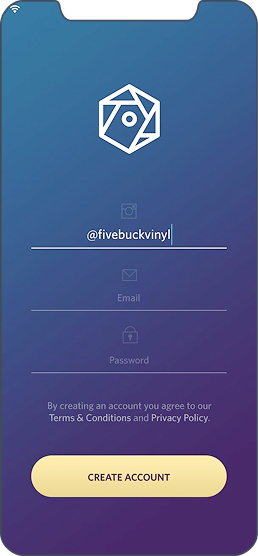 @fivebuckvinyl
Email
Password
By creating an account you agree to our
Terms & Conditions and Privacy Policy.
CREATE ACCOUNT